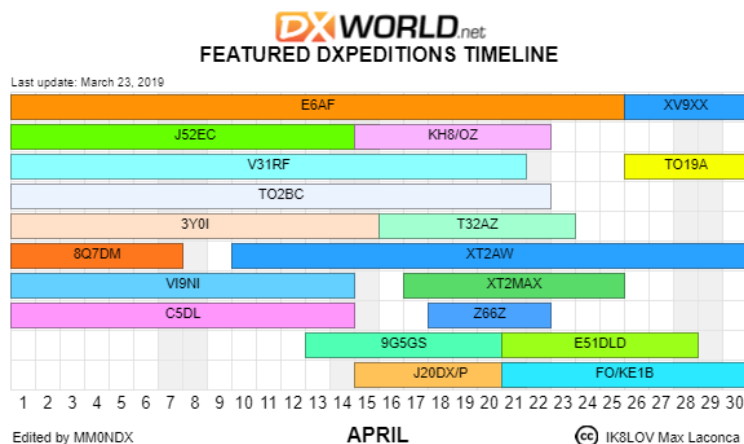 DX WORLD.net
FEATURED DXPEDITIONS TIMELINE
Last update: March 23, 2019
E6AF XV9XX
J52EC KH8/OZ
V31RF TO19A
TO2BC
3Y0I T32AZ
8Q7DM XT2AW
VI9NI XT2MAX
C5DL Z66Z
9G5GS E51DLD
J20DX/P FO/KE1B
1 2 3 4 5 6 7 8 9 10 11 12 13 14 15 16 17 18 19 20 21 22 23 24 25 26 27 28 29 30
Edited by MM0NDX APRIL cc IK8LOV Max Laconca